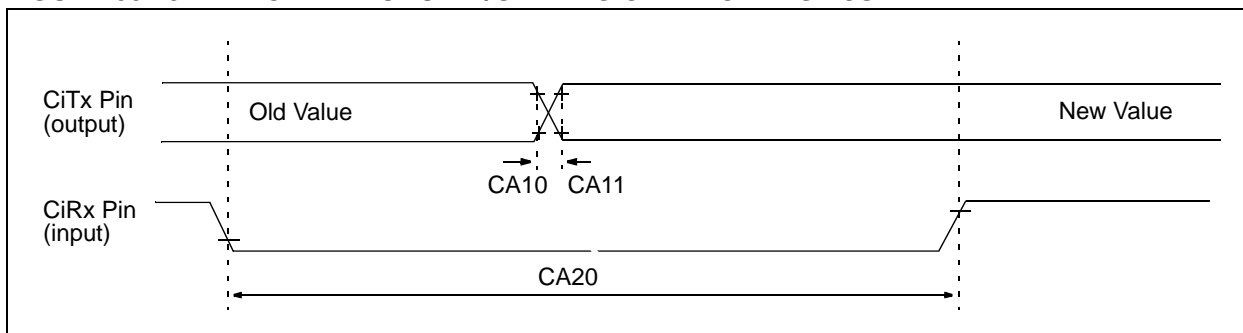 CiTx Pin
(output)
Old Value
New Value
CA10 CA11
CiRx Pin
(input)
CA20